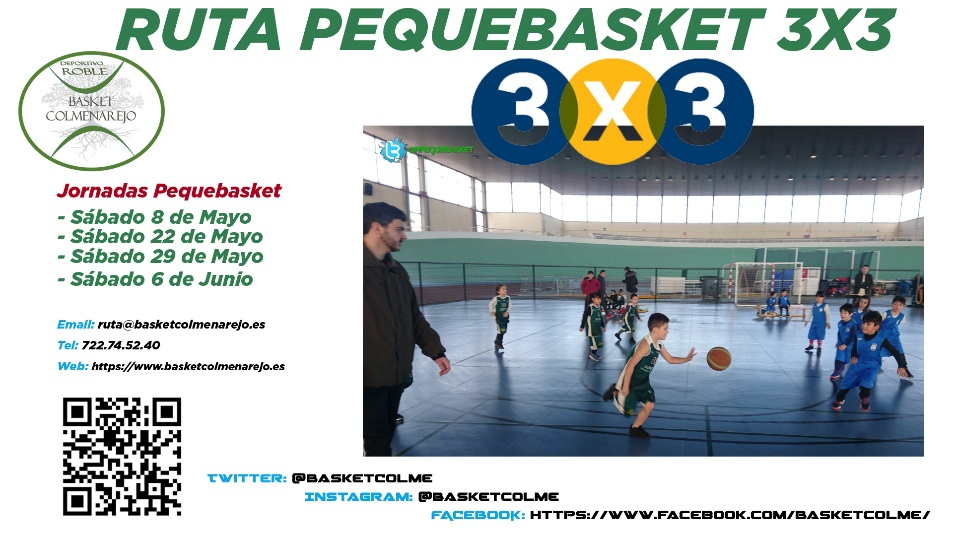 RUTA PEQUEBASKET 3X3
DEPORTIVO
ROBLE
BASKET
COLMENAREJO
3x3
@RPEQUEBASKET
Jornadas Pequebasket
- Sábado 8 de Mayo
- Sábado 22 de Mayo
- Sábado 29 de Mayo
- Sábado 6 de Junio
Email: ruta@basketcolmenarejo.es
Tel: 722.74.52.40
Web: https://www.basketcolmenarejo.es
TWITTER: @BASKETCOLME
INSTAGRAM: @BASKETCOLME
FACEBOOK: HTTPS://WWW.FACEBOOK.COM/BASKETCOLME/